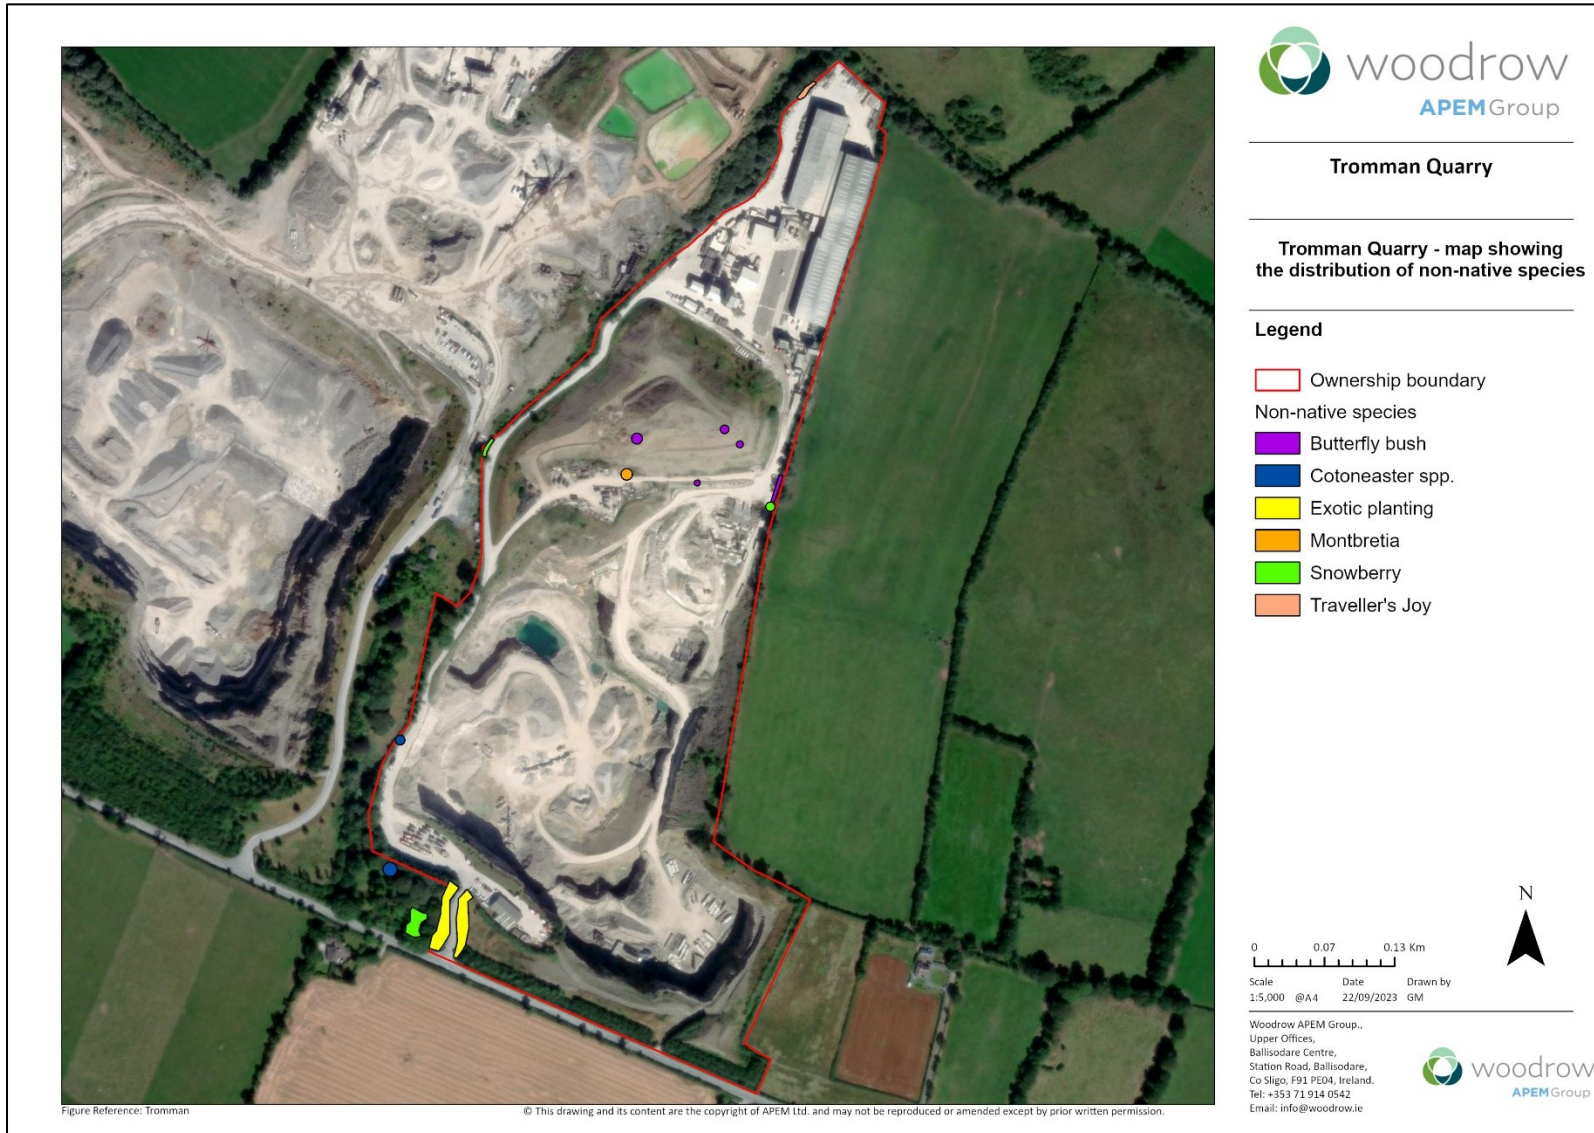 woodrow
APEM Group
Tromman Quarry
Tromman Quarry - map showing
the distribution of non-native species
Legend
Ownership boundary
Non-native species
Butterfly bush
Cotoneaster spp.
Exotic planting
Montbretia
Snowberry
Traveller's Joy
N
0 0.07 0.13 Km
Scale Date Drawn by
1:5,000 @A4 22/09/2023 GM
Woodrow APEM Group.,
Upper Offices,
Ballisodare Centre,
Station Road, Ballisodare,
Co Sligo, F91 PE04, Ireland.
Tel: +353 71 914 0542
Email: info@woodrow.ie
woodrow
APEM Group
Figure Reference: Tromman
© This drawing and its content are the copyright of APEM Ltd. and may not be reproduced or amended except by prior written permission.